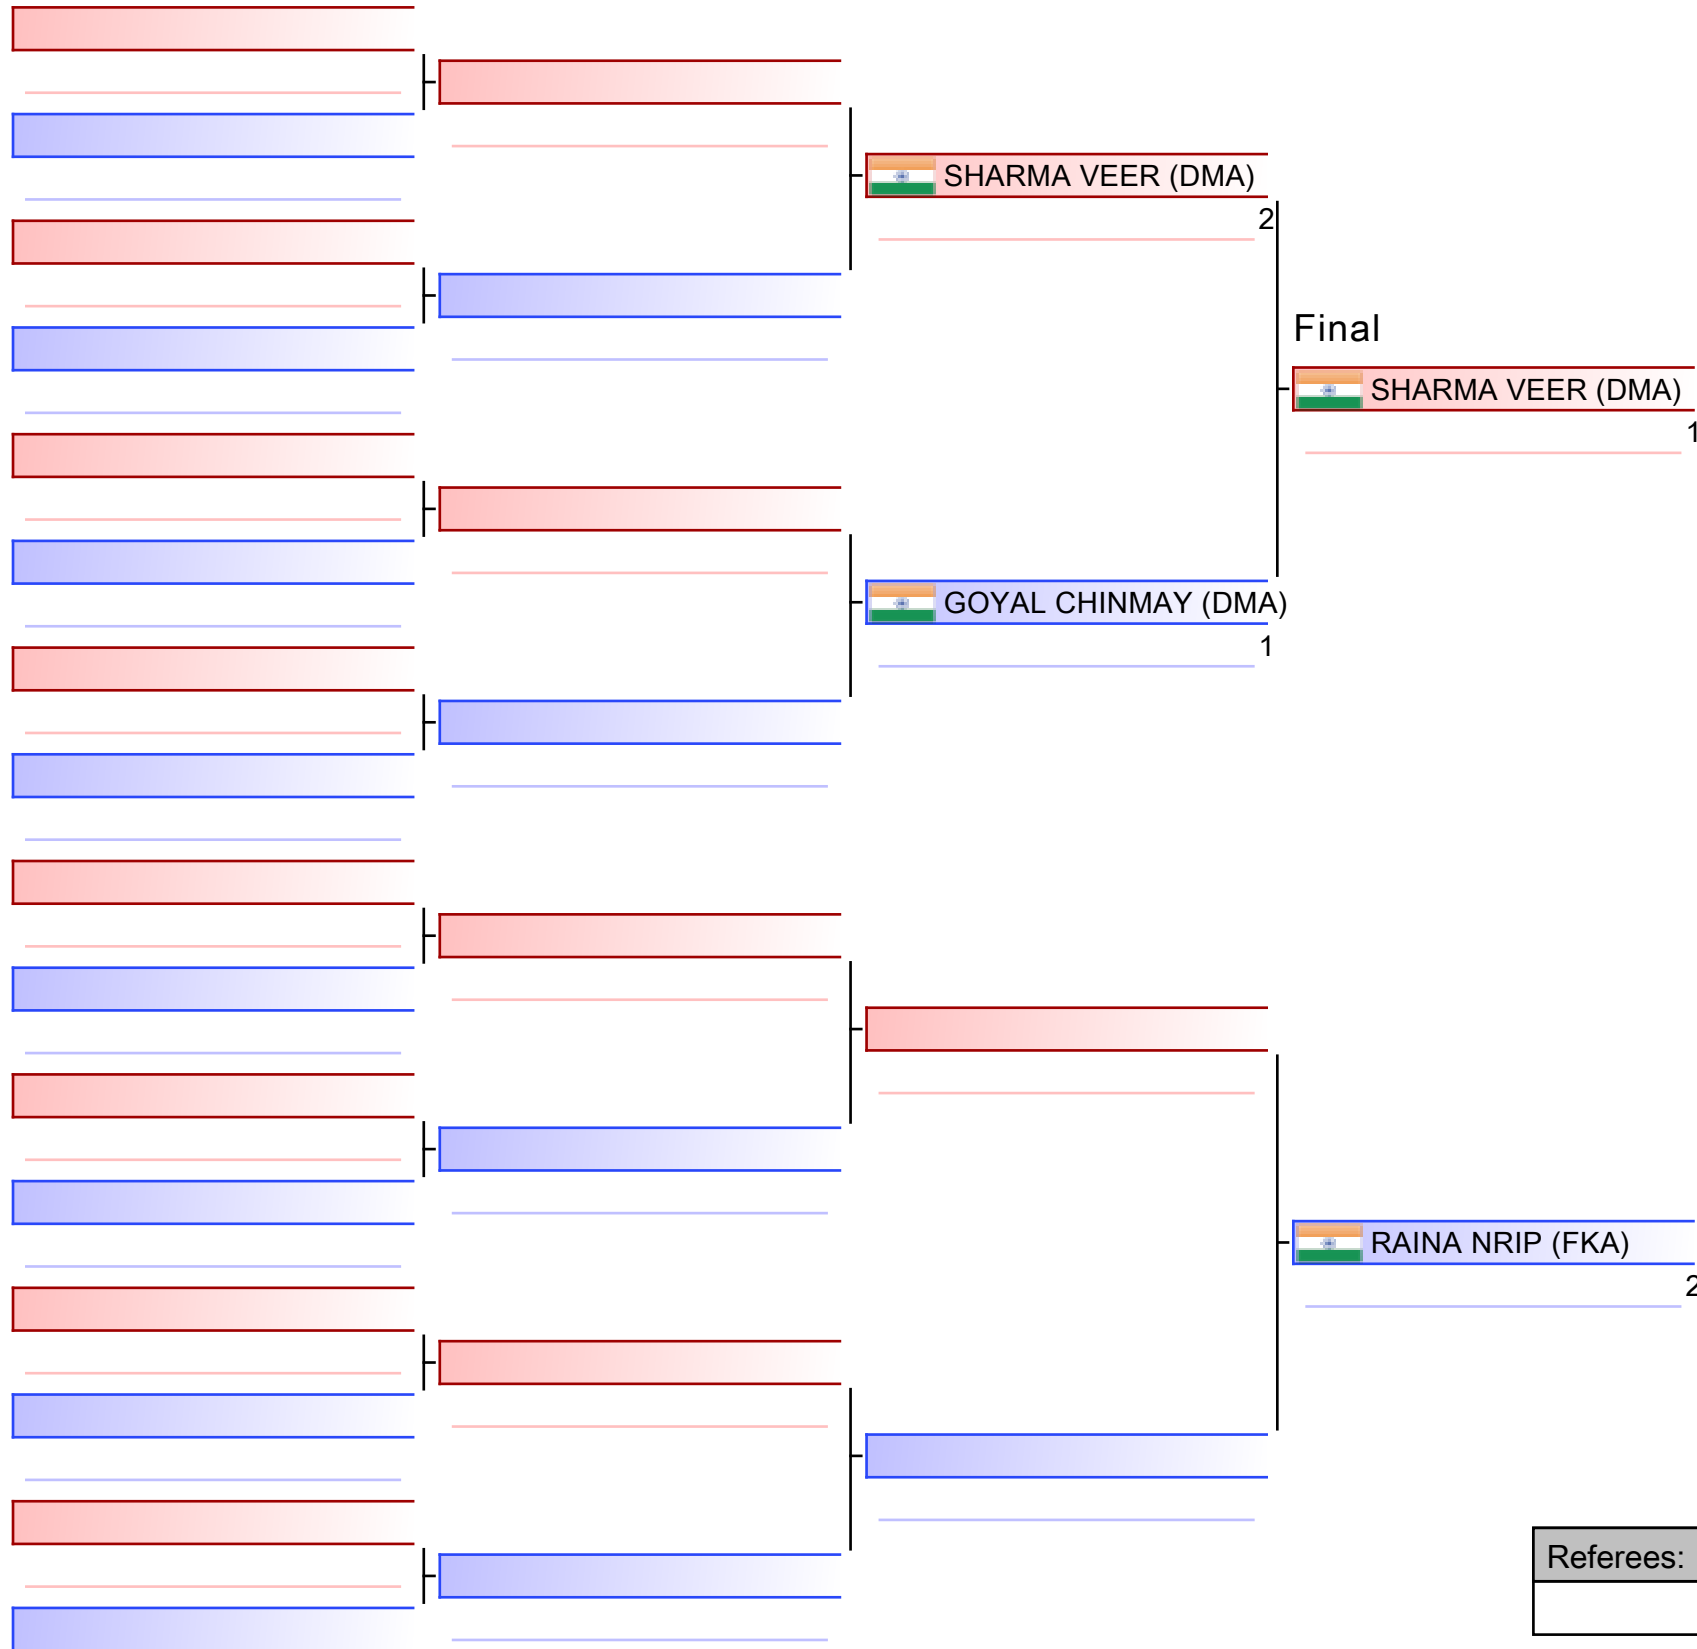 SHARMA VEER (DMA)
2
Final
SHARMA VEER (DMA)
1
GOYAL CHINMAY (DMA)
1
RAINA NRIP (FKA)
2
Referees: